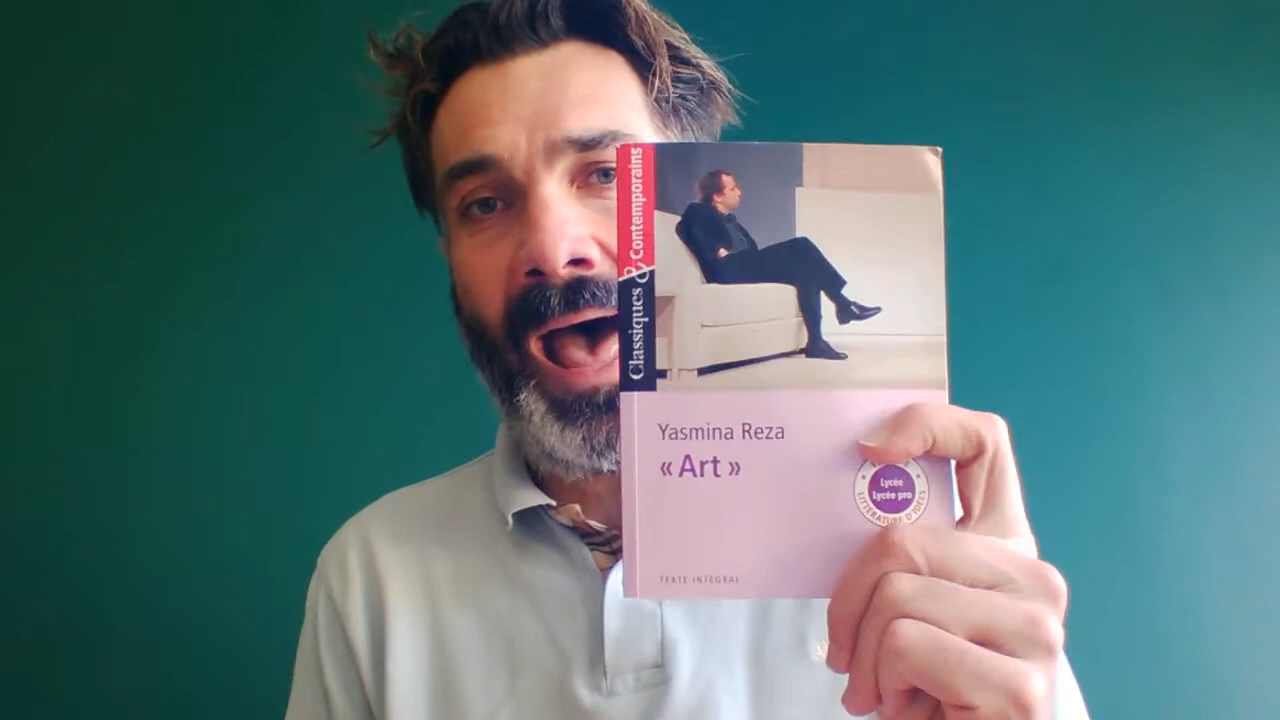 Classiques & Contemporains
Yasmina Reza
« Art »
Lycée
Lycée pro
LITTÉRATURE D'IDÉES
TEXTE INTÉGRAL